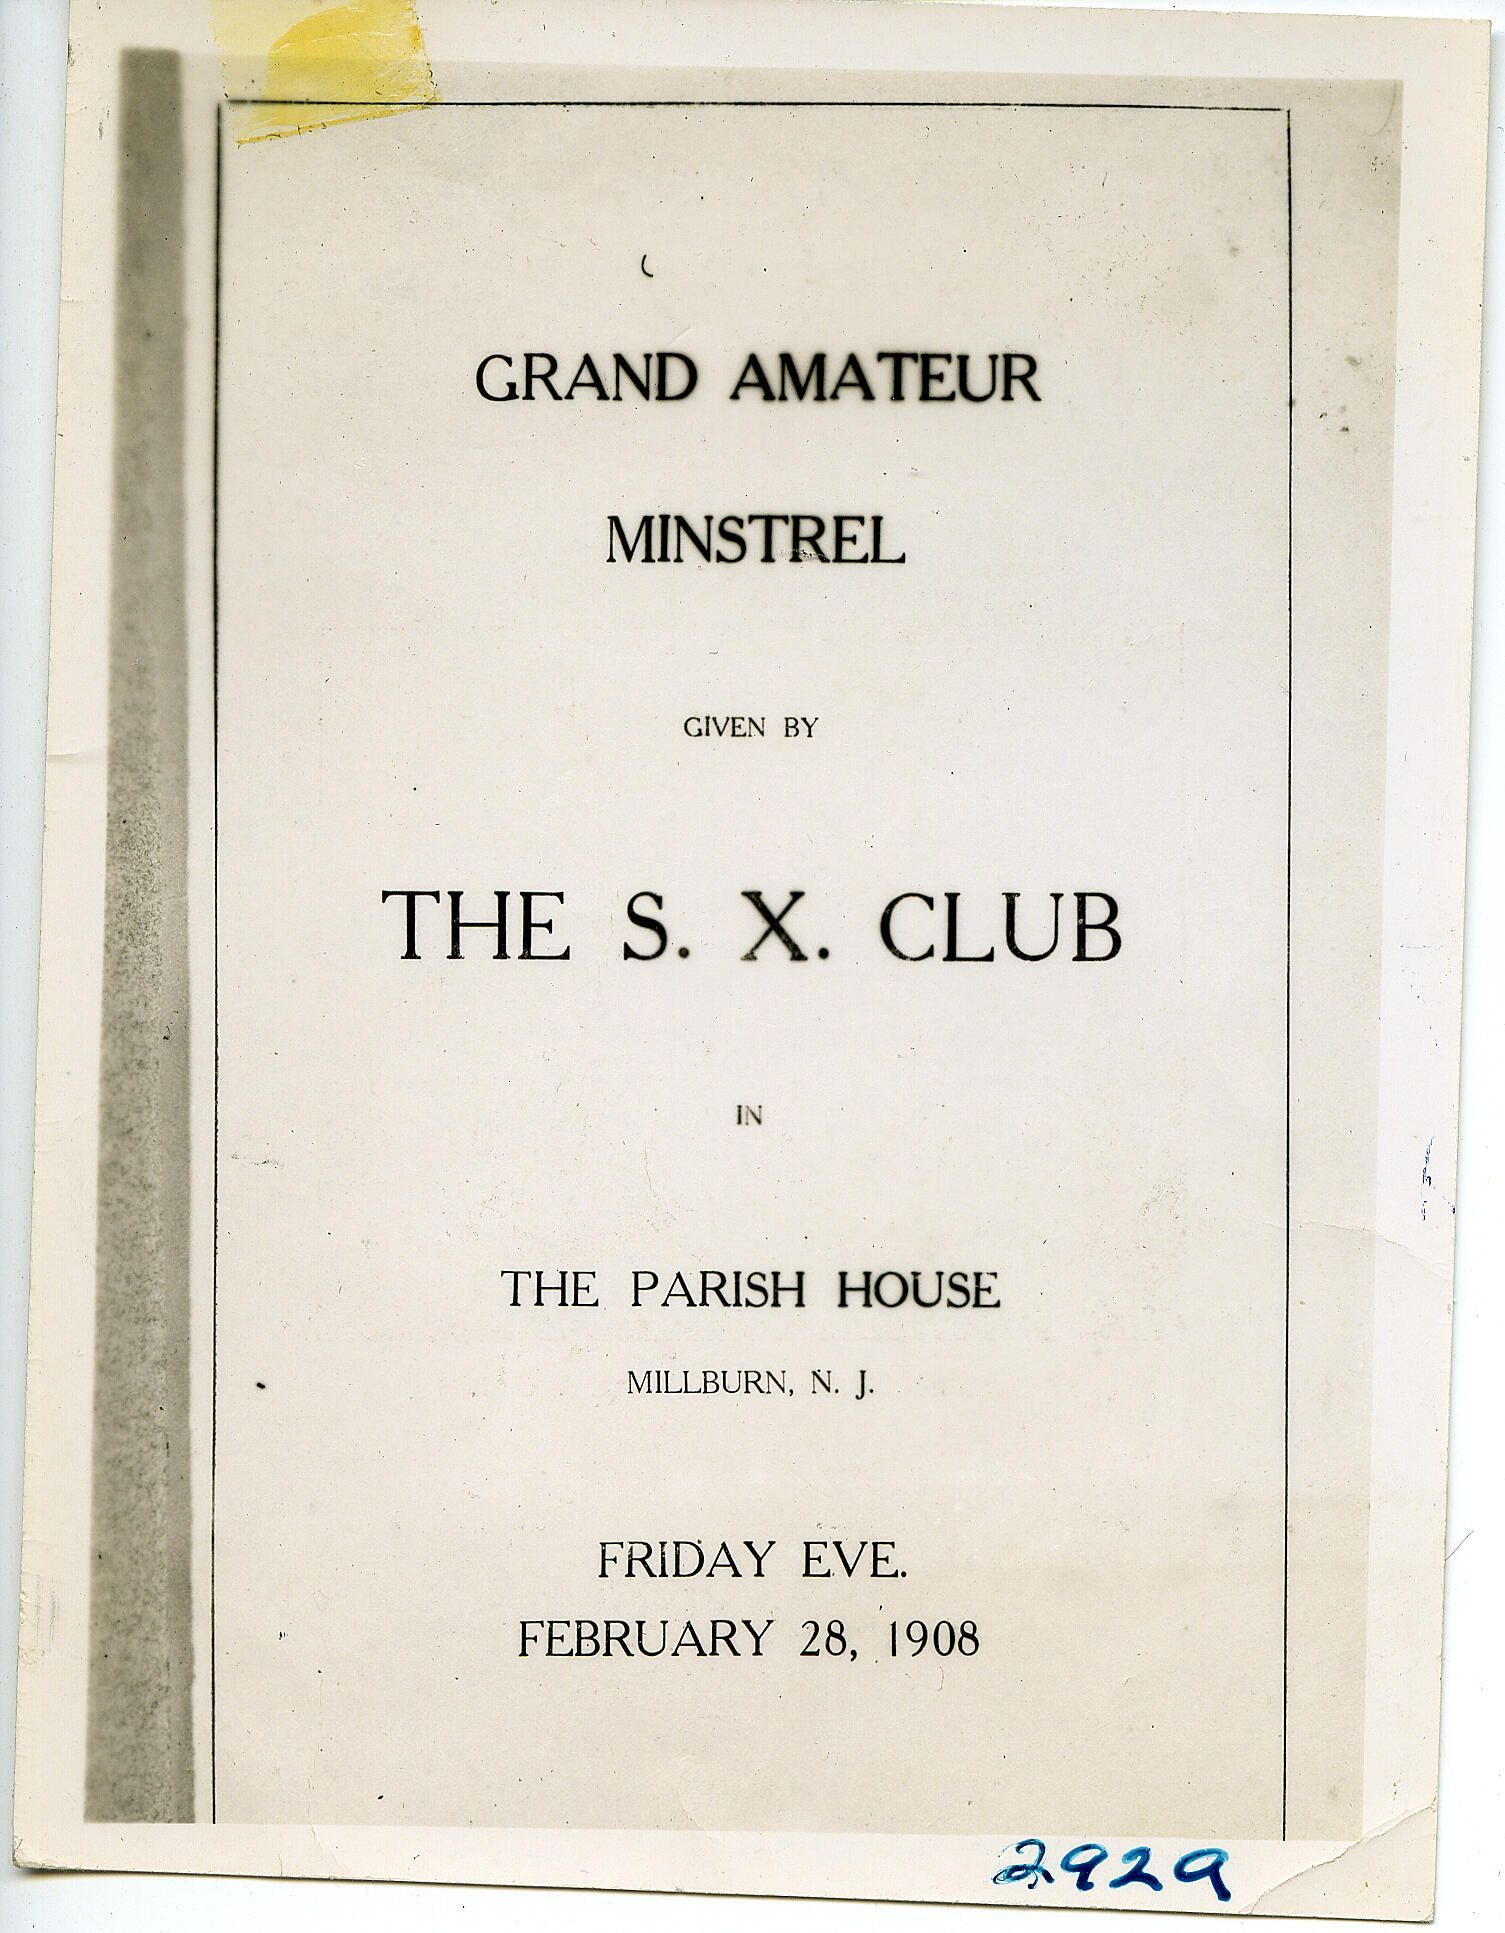 GRAND AMATEUR
MINSTREL
GIVEN BY
THE S. X. CLUB
IN
THE PARISH HOUSE
MILLBURN, N. J.
FRIDAY EVE.
FEBRUARY 28, 1908
2929